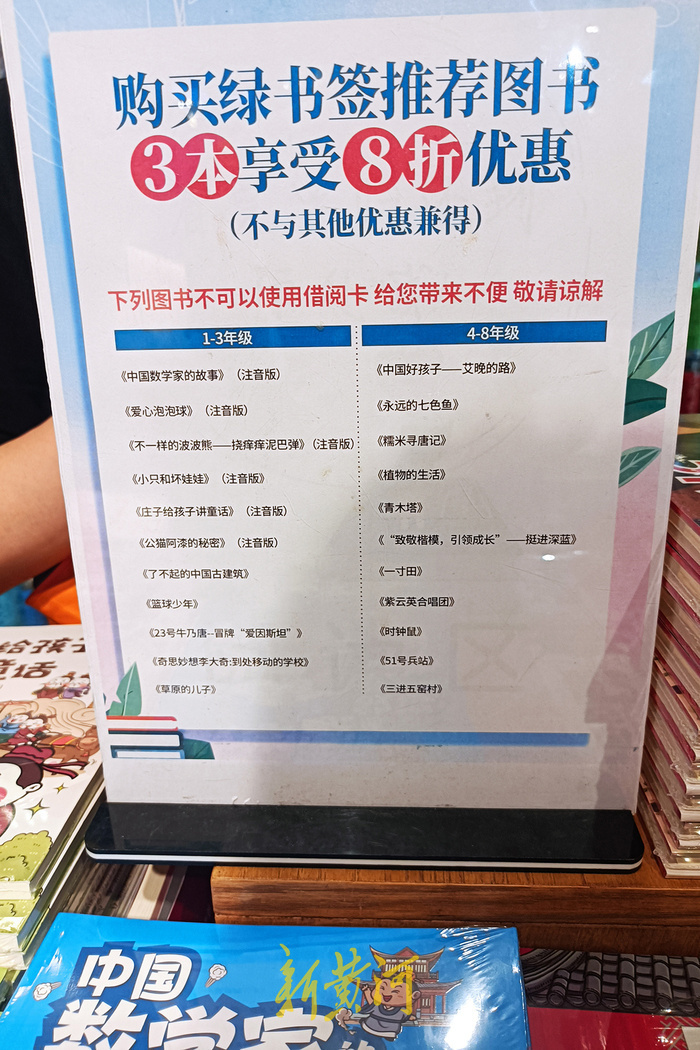 购买绿书签推荐图书
3本享受8折优惠
(不与其他优惠兼得)
下列图书不可以使用借阅卡 给您带来不便 敬请谅解
1-3年级
《中国数学家的故事》（注音版）
《爱心泡泡球》（注音版）
《不一样的波波熊——挠痒痒泥巴弹》（注音版）
《小只和坏娃娃》（注音版》
《庄子给孩子讲童话》（注音版）
《公猫阿漆的秘密》（注音版）
《了不起的中国古建筑》
《篮球少年》
《23号牛乃唐--冒牌“爱因斯坦”》
《奇思妙想李大奇:到处移动的学校》
《草原的儿子》
4-8年级
《中国好孩子——艾晚的路》
《永远的七色鱼》
《糯米寻唐记》
《植物的生活》
《青木塔》
《“致敬楷模，引领成长”——挺进深蓝》
《一寸田》
《紫云英合唱团》
《时钟鼠》
《51号兵站》
《三进五窑村》
给孩
童话
中国
数学家
新黄河